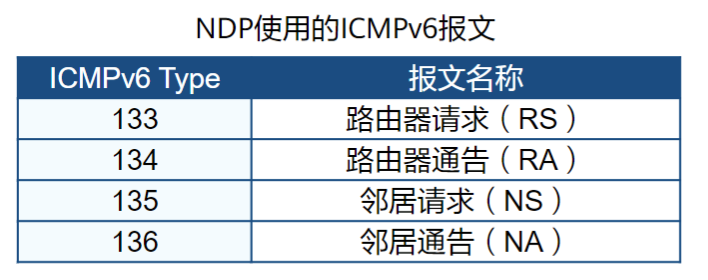 NDP使用的ICMPv6报文
ICMPv6 Type 报文名称
133 路由器请求（RS）
134 路由器通告（RA）
135 邻居请求（NS）
136 邻居通告（NA）